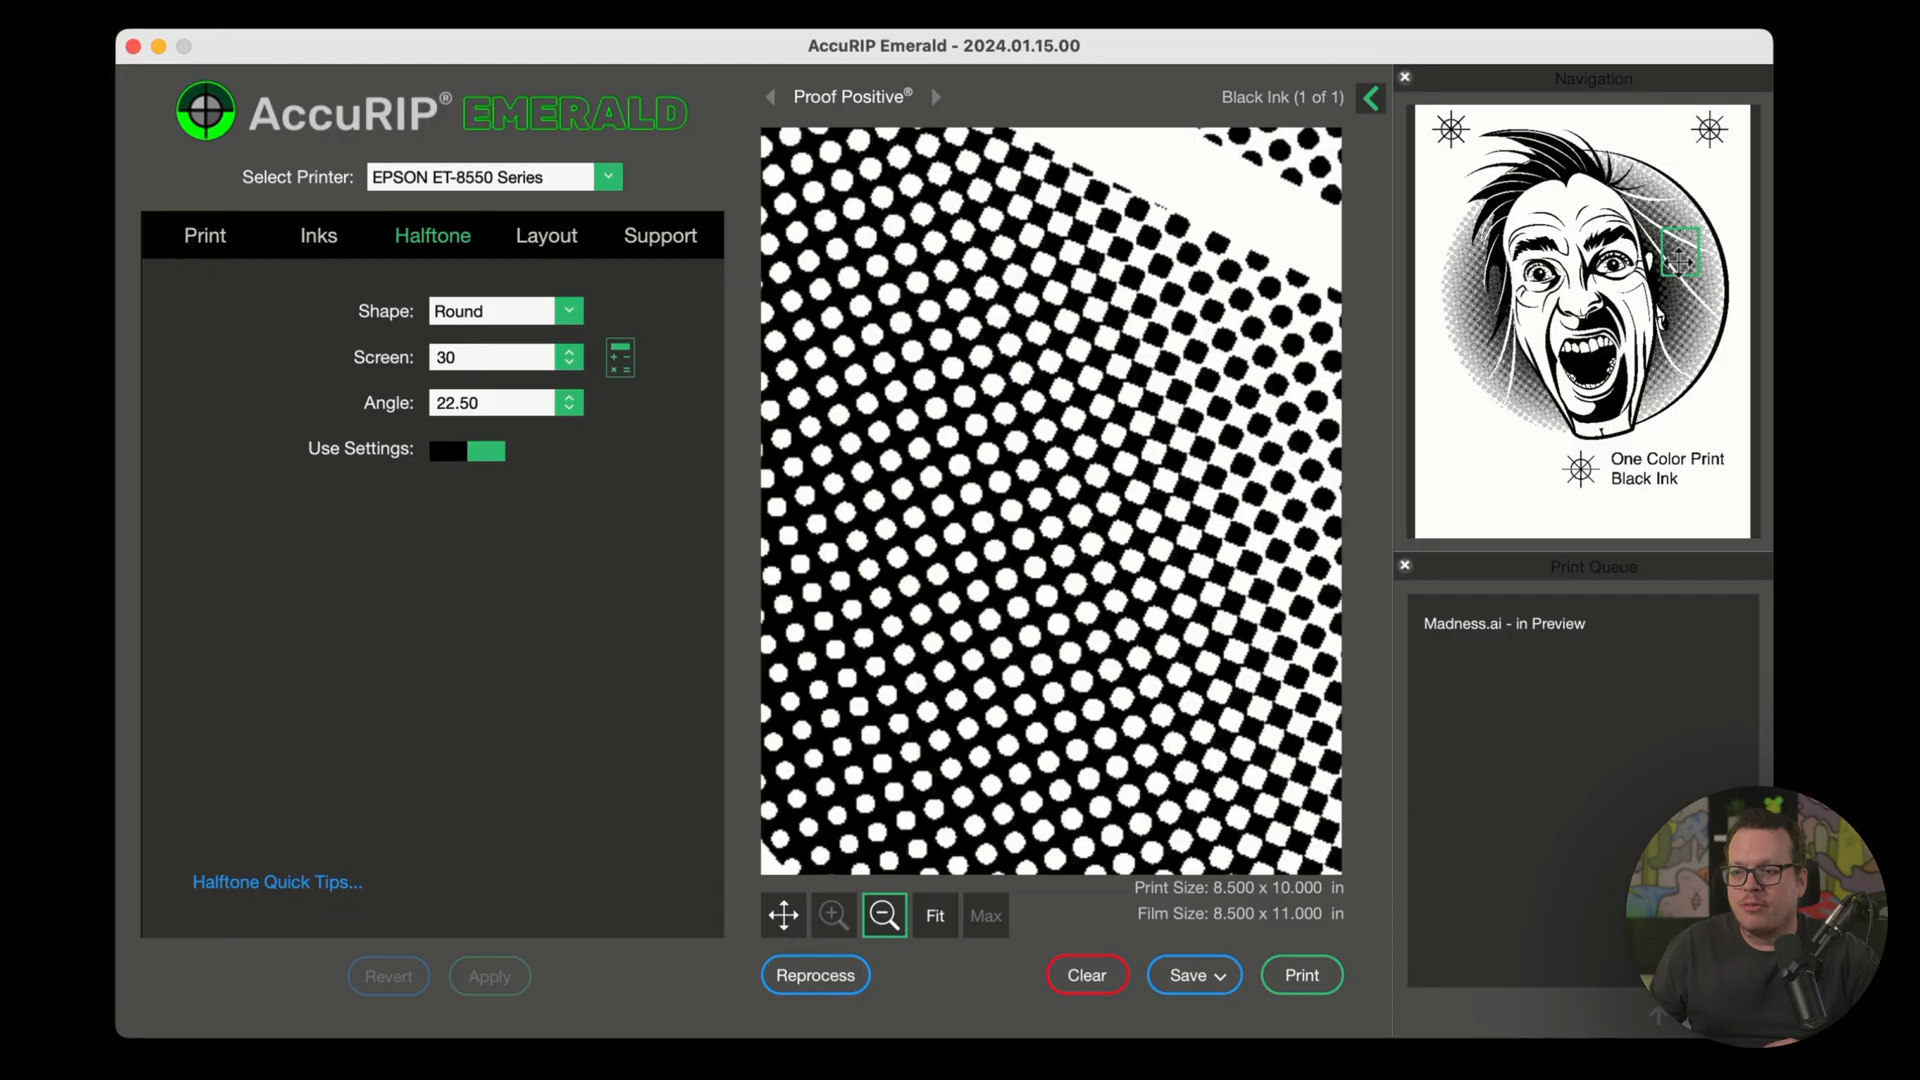 AccuRIP Emerald - 2024.01.15.00
AccuRIP® EMERALD
Select Printer: EPSON ET-8550 Series
Print Inks Halftone Layout Support
Shape: Round
Screen: 30
Angle: 22.50
Use Settings:
Halftone Quick Tips...
Revert Apply
Proof Positive®
Black Ink (1 of 1)
Print Size: 8.500 x 10.000 in
Film Size: 8.500 x 11.000 in
Fit Max
Reprocess Clear Save Print
Navigation
One Color Print
Black Ink
Print Queue
Madness.ai - in Preview